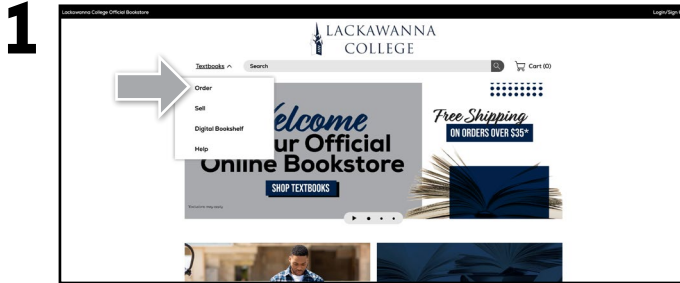 1
Lackawanna College Official Bookstore
Login/Sign
LACKAWANNA
COLLEGE
Textbooks
Search
Cart (0)
Order
Sell
Digital Bookshelf
Help
elcome
ur Official
Online Bookstore
SHOP TEXTBOOKS
Free Shipping
ON ORDERS OVER $35*